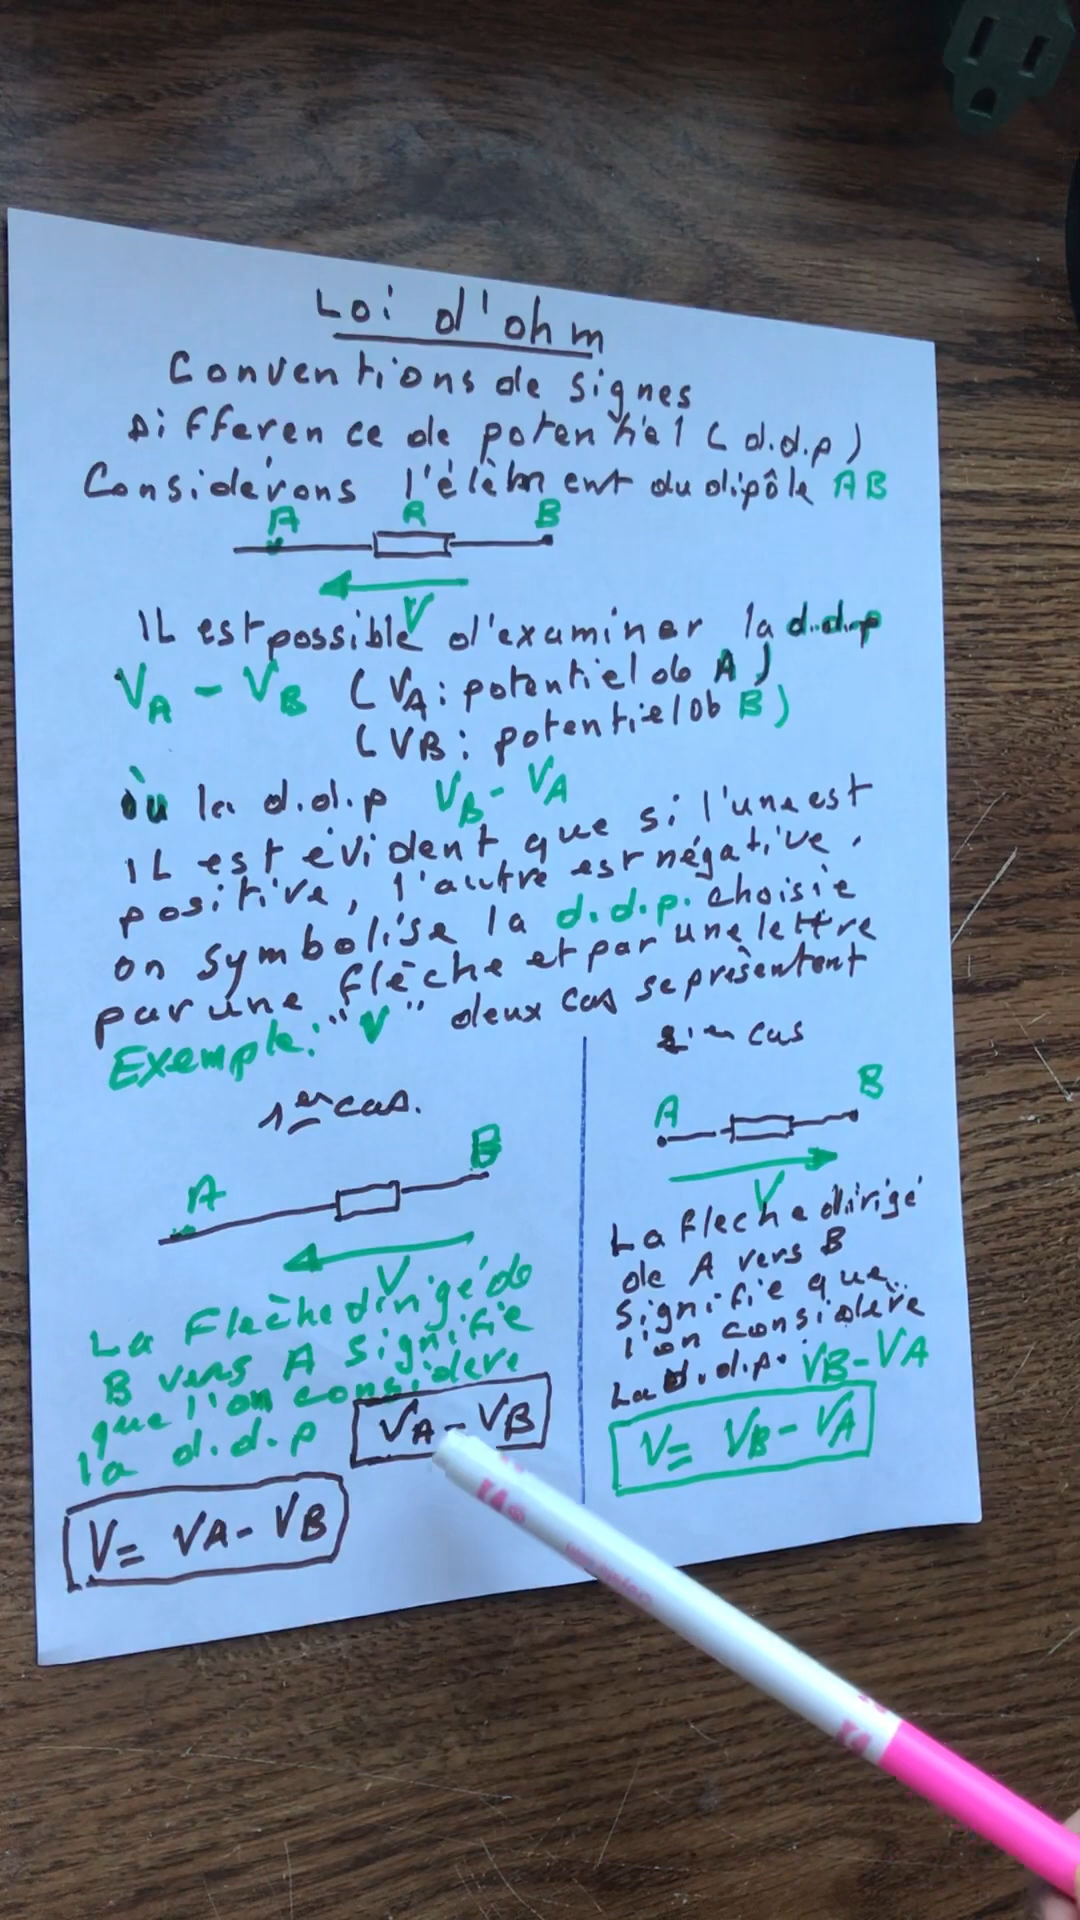 Loi d'ohm
Conventions de signes
Différence de potentiel (d.d.p)
Considérons l'élément du dipôle AB
A R B
V
IL est possible d'examiner la d.d.p
VA - VB (VA: potentiel de A)
(VB: potentiel de B)
où la d.d.p VB - VA
IL est évident que si l'une est
positive, l'autre est négative.
on symbolise la d.d.p. choisie
par une flèche et par une lettre
Exemple: "V" deux cas se présentent
1er cas.
A B
V
La Flèche dirigé de
B vers A signifie
que l'on considère
la d.d.p VA - VB
V = VA - VB
cas
A B
V
La fleche dirigé
de A vers B
signifie que
l'on considère
La d.d.p. VB - VA
V = VB - VA